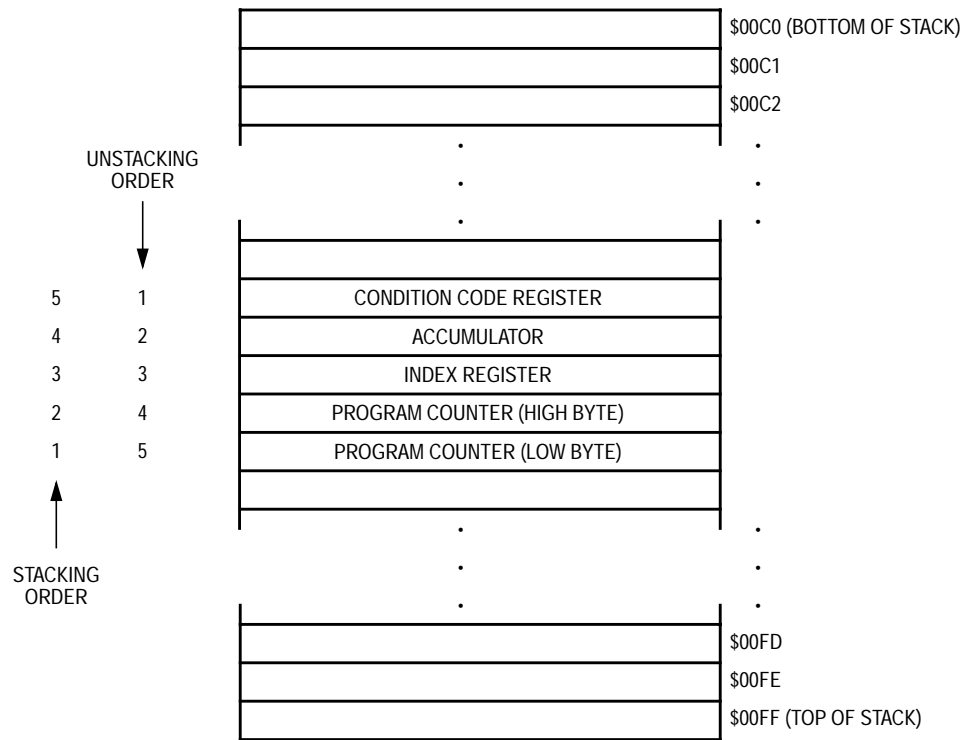 $00C0 (BOTTOM OF STACK)
$00C1
$00C2
UNSTACKING
ORDER
5 1 CONDITION CODE REGISTER
4 2 ACCUMULATOR
3 3 INDEX REGISTER
2 4 PROGRAM COUNTER (HIGH BYTE)
1 5 PROGRAM COUNTER (LOW BYTE)
STACKING
ORDER
$00FD
$00FE
$00FF (TOP OF STACK)